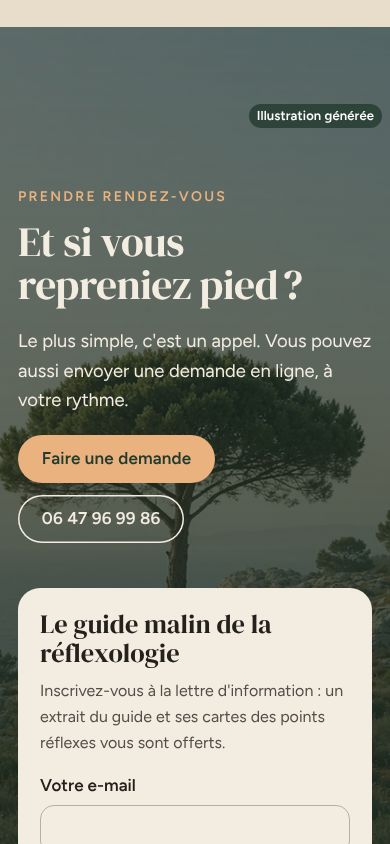 Illustration générée
PRENDRE RENDEZ-VOUS
Et si vous
repreniez pied ?
Le plus simple, c'est un appel. Vous pouvez
aussi envoyer une demande en ligne, à
votre rythme.
Faire une demande
06 47 96 99 86
Le guide malin de la
réflexologie
Inscrivez-vous à la lettre d'information : un
extrait du guide et ses cartes des points
réflexes vous sont offerts.
Votre e-mail